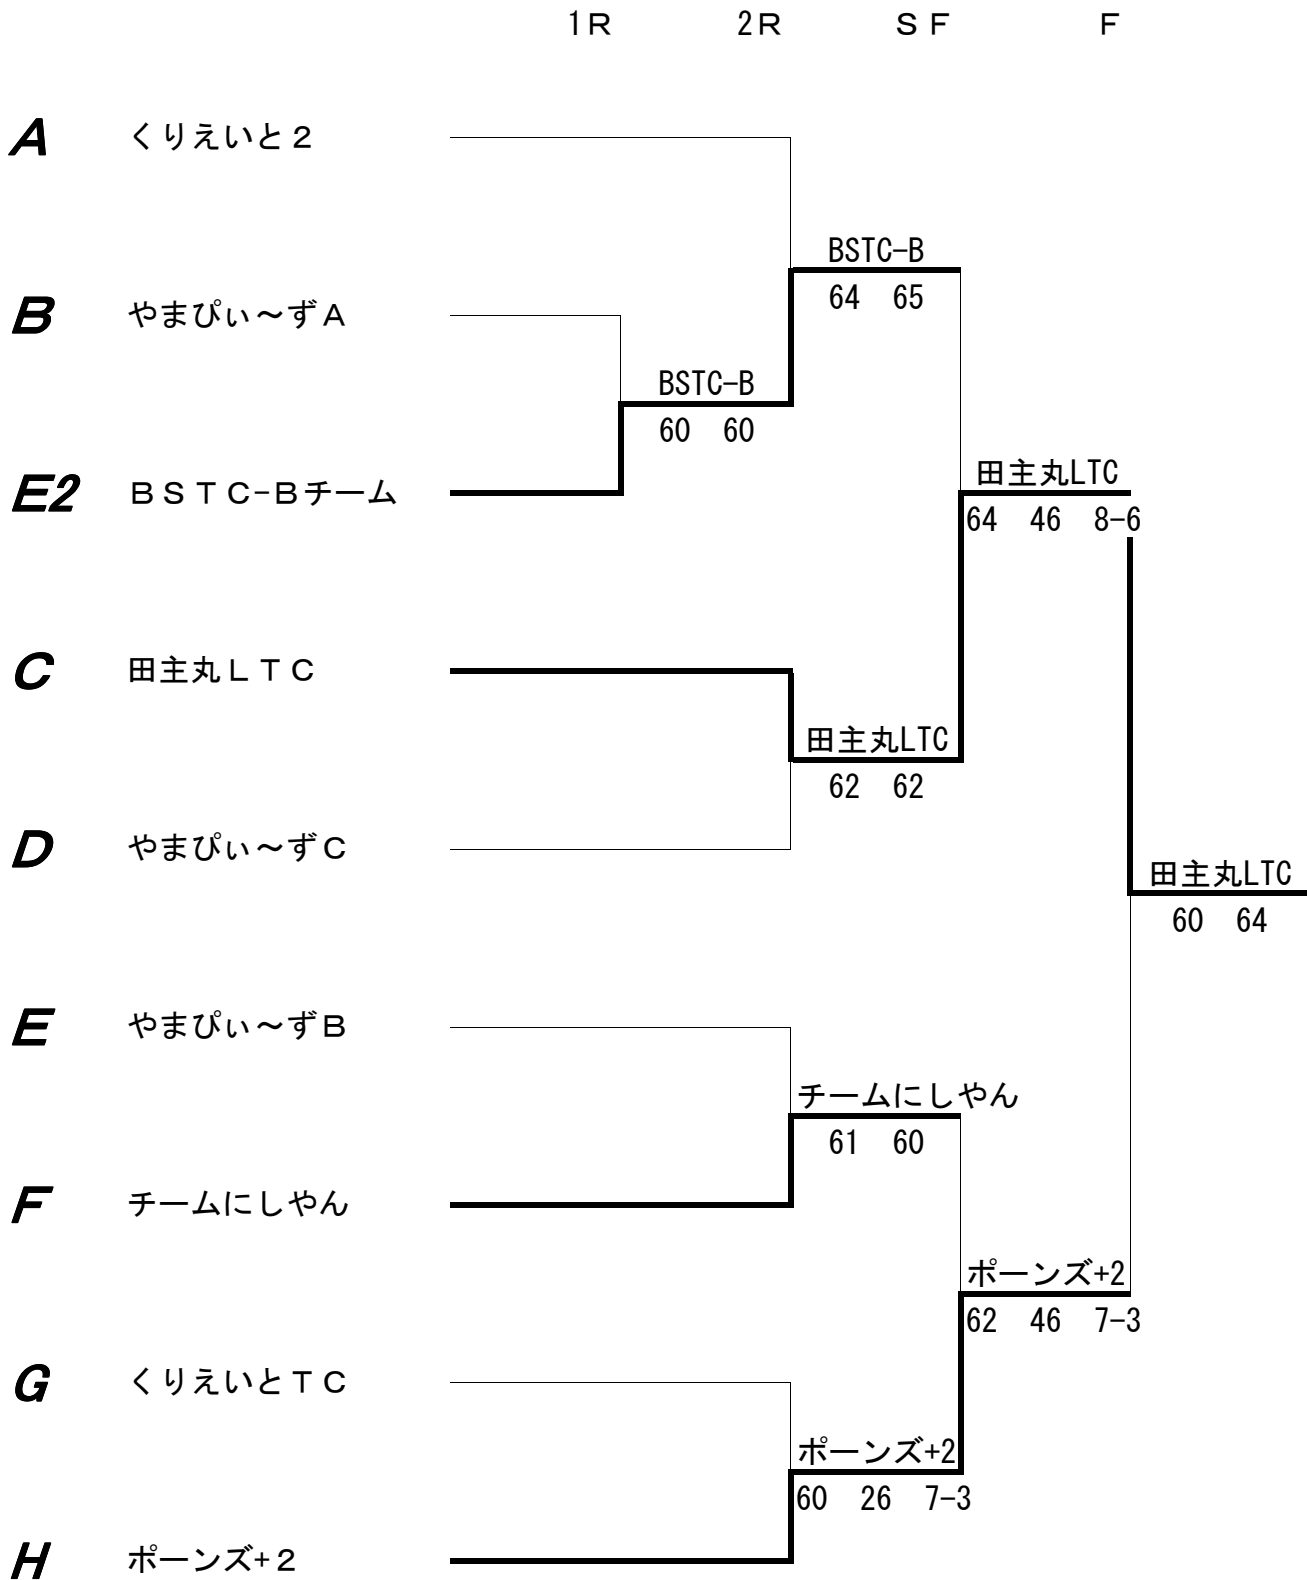 1R 2R SF F
A くりえいと2
BSTC-B
64 65
B やまぴぃ～ずA
BSTC-B
60 60
E2 BSTC-Bチーム
田主丸LTC
64 46 8-6
C 田主丸LTC
田主丸LTC
62 62
D やまぴぃ～ずC
田主丸LTC
60 64
E やまぴぃ～ずB
チームにしやん
61 60
F チームにしやん
ポーンズ+2
62 46 7-3
G くりえいとTC
ポーンズ+2
60 26 7-3
H ポーンズ+2